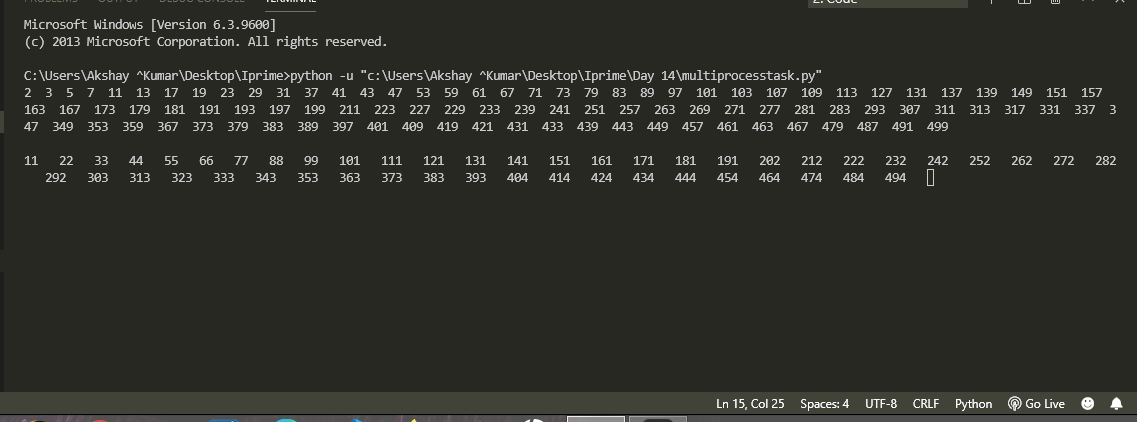 PROBLEMS OUTPUT DEBUG CONSOLE TERMINAL 2: Code
Microsoft Windows [Version 6.3.9600]
(c) 2013 Microsoft Corporation. All rights reserved.
C:\Users\Akshay ^Kumar\Desktop\Iprime>python -u "c:\Users\Akshay ^Kumar\Desktop\Iprime\Day 14\multiprocesstask.py"
2 3 5 7 11 13 17 19 23 29 31 37 41 43 47 53 59 61 67 71 73 79 83 89 97 101 103 107 109 113 127 131 137 139 149 151 157
163 167 173 179 181 191 193 197 199 211 223 227 229 233 239 241 251 257 263 269 271 277 281 283 293 307 311 313 317 331 337 3
47 349 353 359 367 373 379 383 389 397 401 409 419 421 431 433 439 443 449 457 461 463 467 479 487 491 499
11 22 33 44 55 66 77 88 99 101 111 121 131 141 151 161 171 181 191 202 212 222 232 242 252 262 272 282
292 303 313 323 333 343 353 363 373 383 393 404 414 424 434 444 454 464 474 484 494
Ln 15, Col 25 Spaces: 4 UTF-8 CRLF Python Go Live